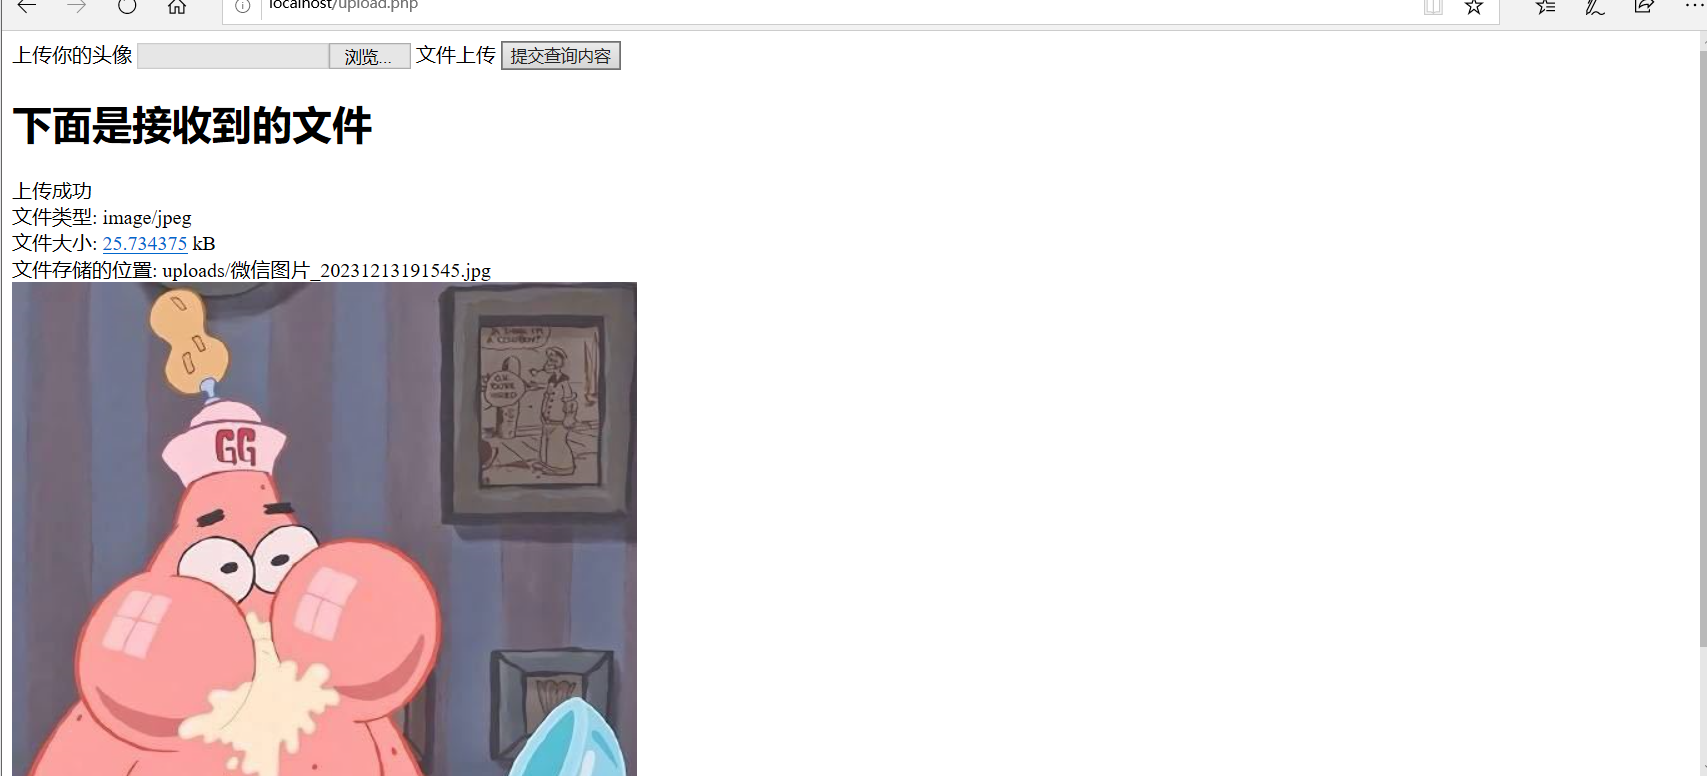 localhost/upload.php
上传你的头像 浏览... 文件上传 提交查询内容
下面是接收到的文件
上传成功
文件类型: image/jpeg
文件大小: 25.734375 kB
文件存储的位置: uploads/微信图片_20231213191545.jpg
A COWBOY!
GG